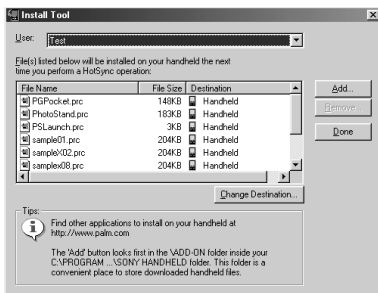 Install Tool
User: Test
File(s) listed below will be installed on your handheld the next
time you perform a HotSync operation:
File Name File Size Destination
PGPocket.prc 148KB Handheld
PhotoStand.prc 183KB Handheld
PSLaunch.prc 3KB Handheld
sample01.prc 204KB Handheld
sampleX02.prc 204KB Handheld
samplex08.prc 204KB Handheld
Add...
Remove...
Done
Change Destination...
Tips:
Find other applications to install on your handheld at
http://www.palm.com
The 'Add' button looks first in the \ADD-ON folder inside your
C:\PROGRAM ...\SONY HANDHELD folder. This folder is a
convenient place to store downloaded handheld files.